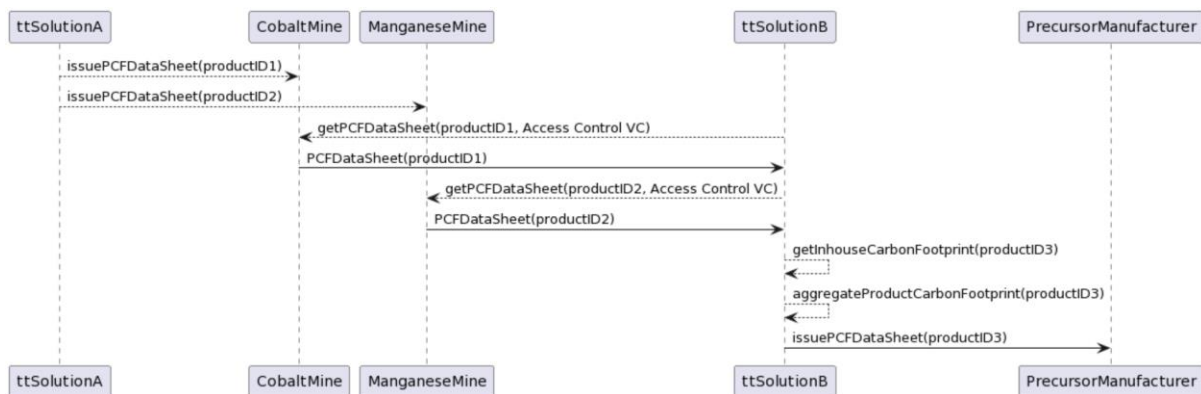 ttSolutionA CobaltMine ManganeseMine ttSolutionB PrecursorManufacturer
issuePCFDataSheet(productID1)
issuePCFDataSheet(productID2)
getPCFDataSheet(productID1, Access Control VC)
PCFDataSheet(productID1)
getPCFDataSheet(productID2, Access Control VC)
PCFDataSheet(productID2)
getInhouseCarbonFootprint(productID3)
aggregateProductCarbonFootprint(productID3)
issuePCFDataSheet(productID3)
ttSolutionA CobaltMine ManganeseMine ttSolutionB PrecursorManufacturer